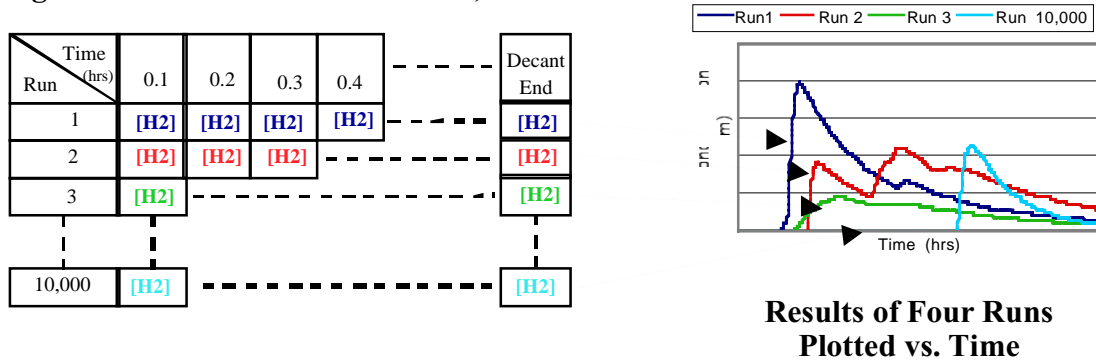 Run1 Run 2 Run 3 Run 10,000
Time
(hrs)
Run
0.1 0.2 0.3 0.4
Decant
End
1 [H2] [H2] [H2] [H2] [H2]
2 [H2] [H2] [H2] [H2]
3 [H2] [H2]
10,000 [H2] [H2]
Time (hrs)
Results of Four Runs
Plotted vs. Time